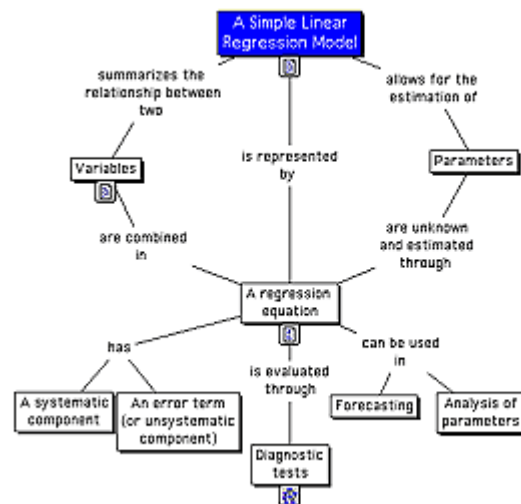 A Simple Linear
Regression Model
summarizes the
relationship between
two
allows for the
estimation of
is represented
by
Variables
Parameters
are combined
in
are unknown
and estimated
through
A regression
equation
has
is evaluated
through
can be used
in
A systematic
component
An error term
(or unsystematic
component)
Forecasting
Analysis of
parameters
Diagnostic
tests